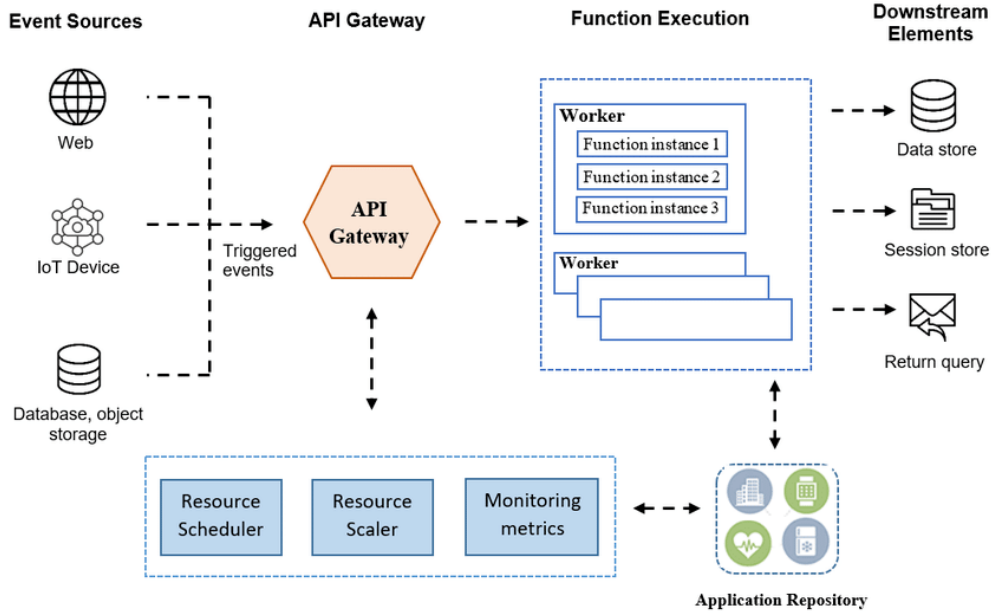 Event Sources
API Gateway
Function Execution
Downstream
Elements
Web
IoT Device
Database, object
storage
Triggered
events
API
Gateway
Worker
Function instance 1
Function instance 2
Function instance 3
Worker
Data store
Session store
Return query
Resource
Scheduler
Resource
Scaler
Monitoring
metrics
Application Repository